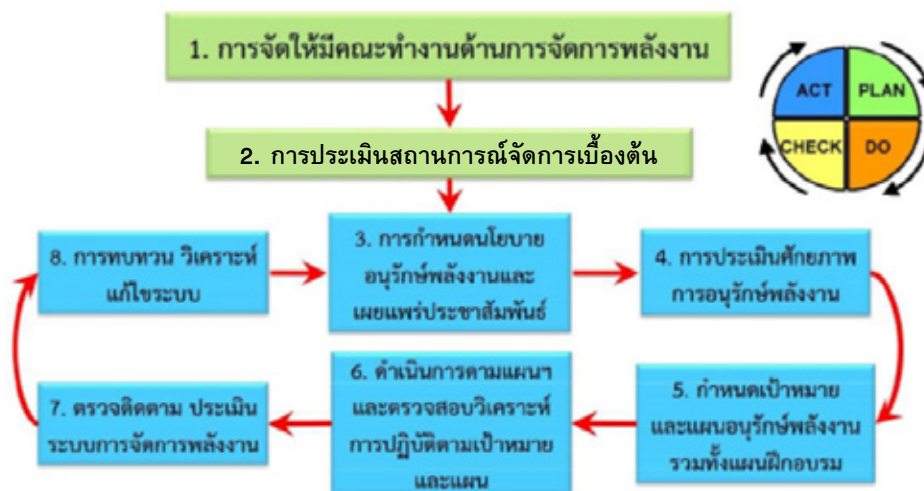 1. การจัดให้มีคณะทำงานด้านการจัดการพลังงาน
2. การประเมินสถานการณ์จัดการเบื้องต้น
ACT
PLAN
CHECK
DO
3. การกำหนดนโยบาย
อนุรักษ์พลังงานและ
เผยแพร่ประชาสัมพันธ์
4. การประเมินศักยภาพ
การอนุรักษ์พลังงาน
5. กำหนดเป้าหมาย
และแผนอนุรักษ์พลังงาน
รวมทั้งแผนฝึกอบรม
6. ดำเนินการตามแผนฯ
และตรวจสอบวิเคราะห์
การปฏิบัติตามเป้าหมาย
และแผน
7. ตรวจติดตาม ประเมิน
ระบบการจัดการพลังงาน
8. การทบทวน วิเคราะห์
แก้ไขระบบ